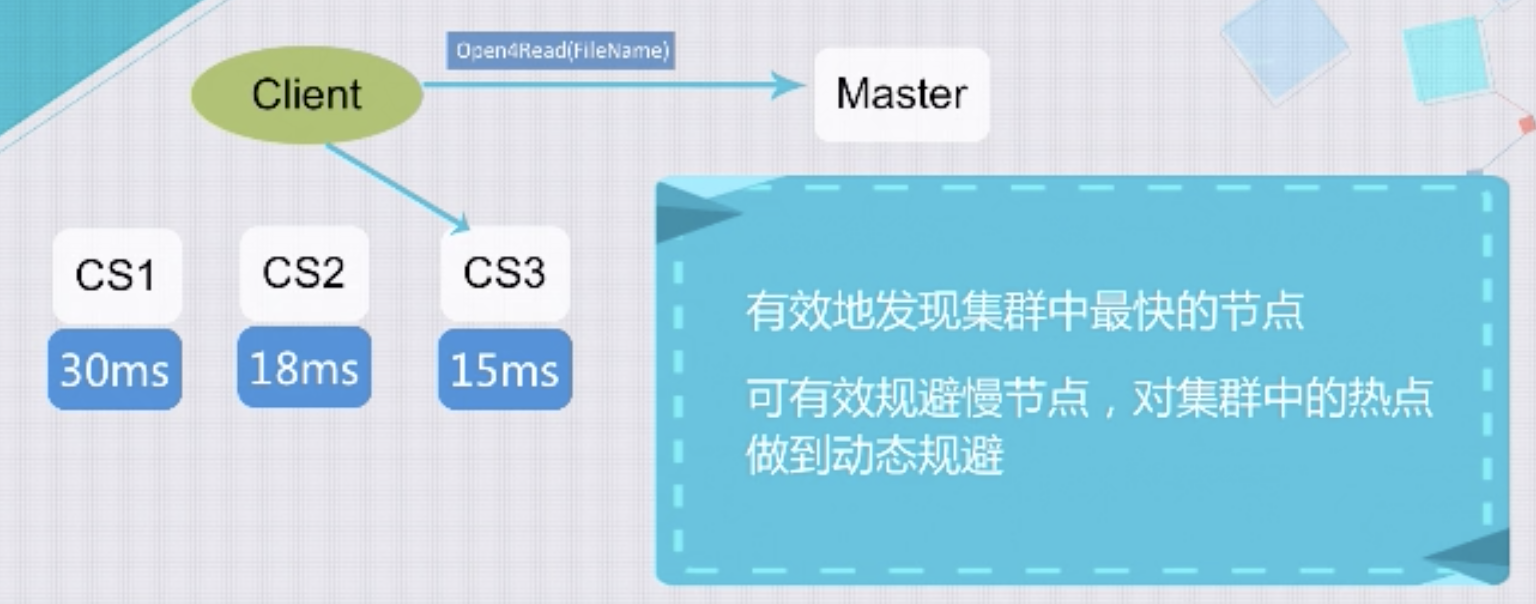 Open4Read(FileName)
Client
Master
CS1
CS2
CS3
30ms
18ms
15ms
有效地发现集群中最快的节点
可有效规避慢节点，对集群中的热点
做到动态规避